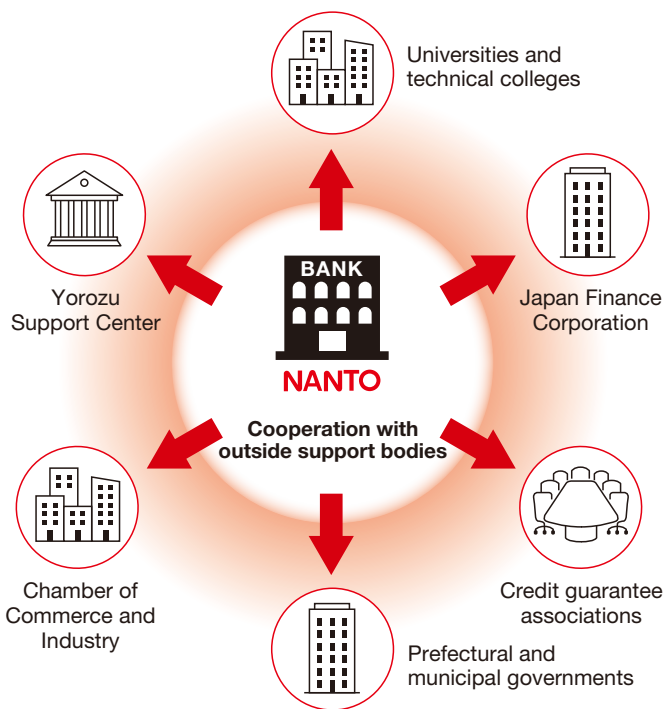 Universities and
technical colleges
Yorozu
Support Center
BANK
NANTO
Cooperation with
outside support bodies
Japan Finance
Corporation
Chamber of
Commerce and
Industry
Credit guarantee
associations
Prefectural and
municipal governments